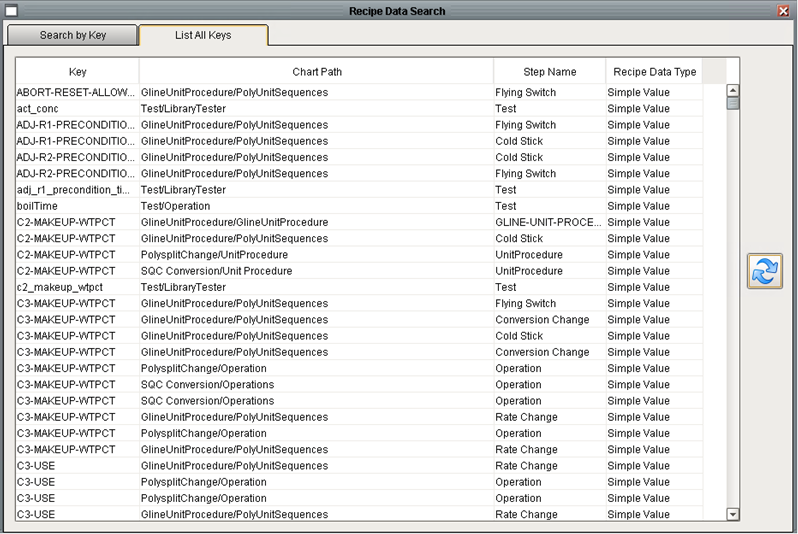 Recipe Data Search
Search by Key List All Keys
Key Chart Path Step Name Recipe Data Type
ABORT-RESET-ALLOW... GlineUnitProcedure/PolyUnitSequences Flying Switch Simple Value
act_conc Test/LibraryTester Test Simple Value
ADJ-R1-PRECONDITIO... GlineUnitProcedure/PolyUnitSequences Flying Switch Simple Value
ADJ-R1-PRECONDITIO... GlineUnitProcedure/PolyUnitSequences Cold Stick Simple Value
ADJ-R2-PRECONDITIO... GlineUnitProcedure/PolyUnitSequences Cold Stick Simple Value
ADJ-R2-PRECONDITIO... GlineUnitProcedure/PolyUnitSequences Flying Switch Simple Value
adj_r1_precondition_ti... Test/LibraryTester Test Simple Value
boilTime Test/Operation Test Simple Value
C2-MAKEUP-WTPCT GlineUnitProcedure/GlineUnitProcedure GLINE-UNIT-PROCE... Simple Value
C2-MAKEUP-WTPCT GlineUnitProcedure/PolyUnitSequences Cold Stick Simple Value
C2-MAKEUP-WTPCT PolysplitChange/UnitProcedure UnitProcedure Simple Value
C2-MAKEUP-WTPCT SQC Conversion/Unit Procedure UnitProcedure Simple Value
c2_makeup_wtpct Test/LibraryTester Test Simple Value
C3-MAKEUP-WTPCT GlineUnitProcedure/PolyUnitSequences Flying Switch Simple Value
C3-MAKEUP-WTPCT GlineUnitProcedure/PolyUnitSequences Conversion Change Simple Value
C3-MAKEUP-WTPCT GlineUnitProcedure/PolyUnitSequences Cold Stick Simple Value
C3-MAKEUP-WTPCT GlineUnitProcedure/PolyUnitSequences Conversion Change Simple Value
C3-MAKEUP-WTPCT PolysplitChange/Operation Operation Simple Value
C3-MAKEUP-WTPCT SQC Conversion/Operations Operation Simple Value
C3-MAKEUP-WTPCT SQC Conversion/Operations Operation Simple Value
C3-MAKEUP-WTPCT GlineUnitProcedure/PolyUnitSequences Rate Change Simple Value
C3-MAKEUP-WTPCT PolysplitChange/Operation Operation Simple Value
C3-MAKEUP-WTPCT GlineUnitProcedure/PolyUnitSequences Rate Change Simple Value
C3-USE GlineUnitProcedure/PolyUnitSequences Rate Change Simple Value
C3-USE PolysplitChange/Operation Operation Simple Value
C3-USE PolysplitChange/Operation Operation Simple Value
C3-USE GlineUnitProcedure/PolyUnitSequences Rate Change Simple Value